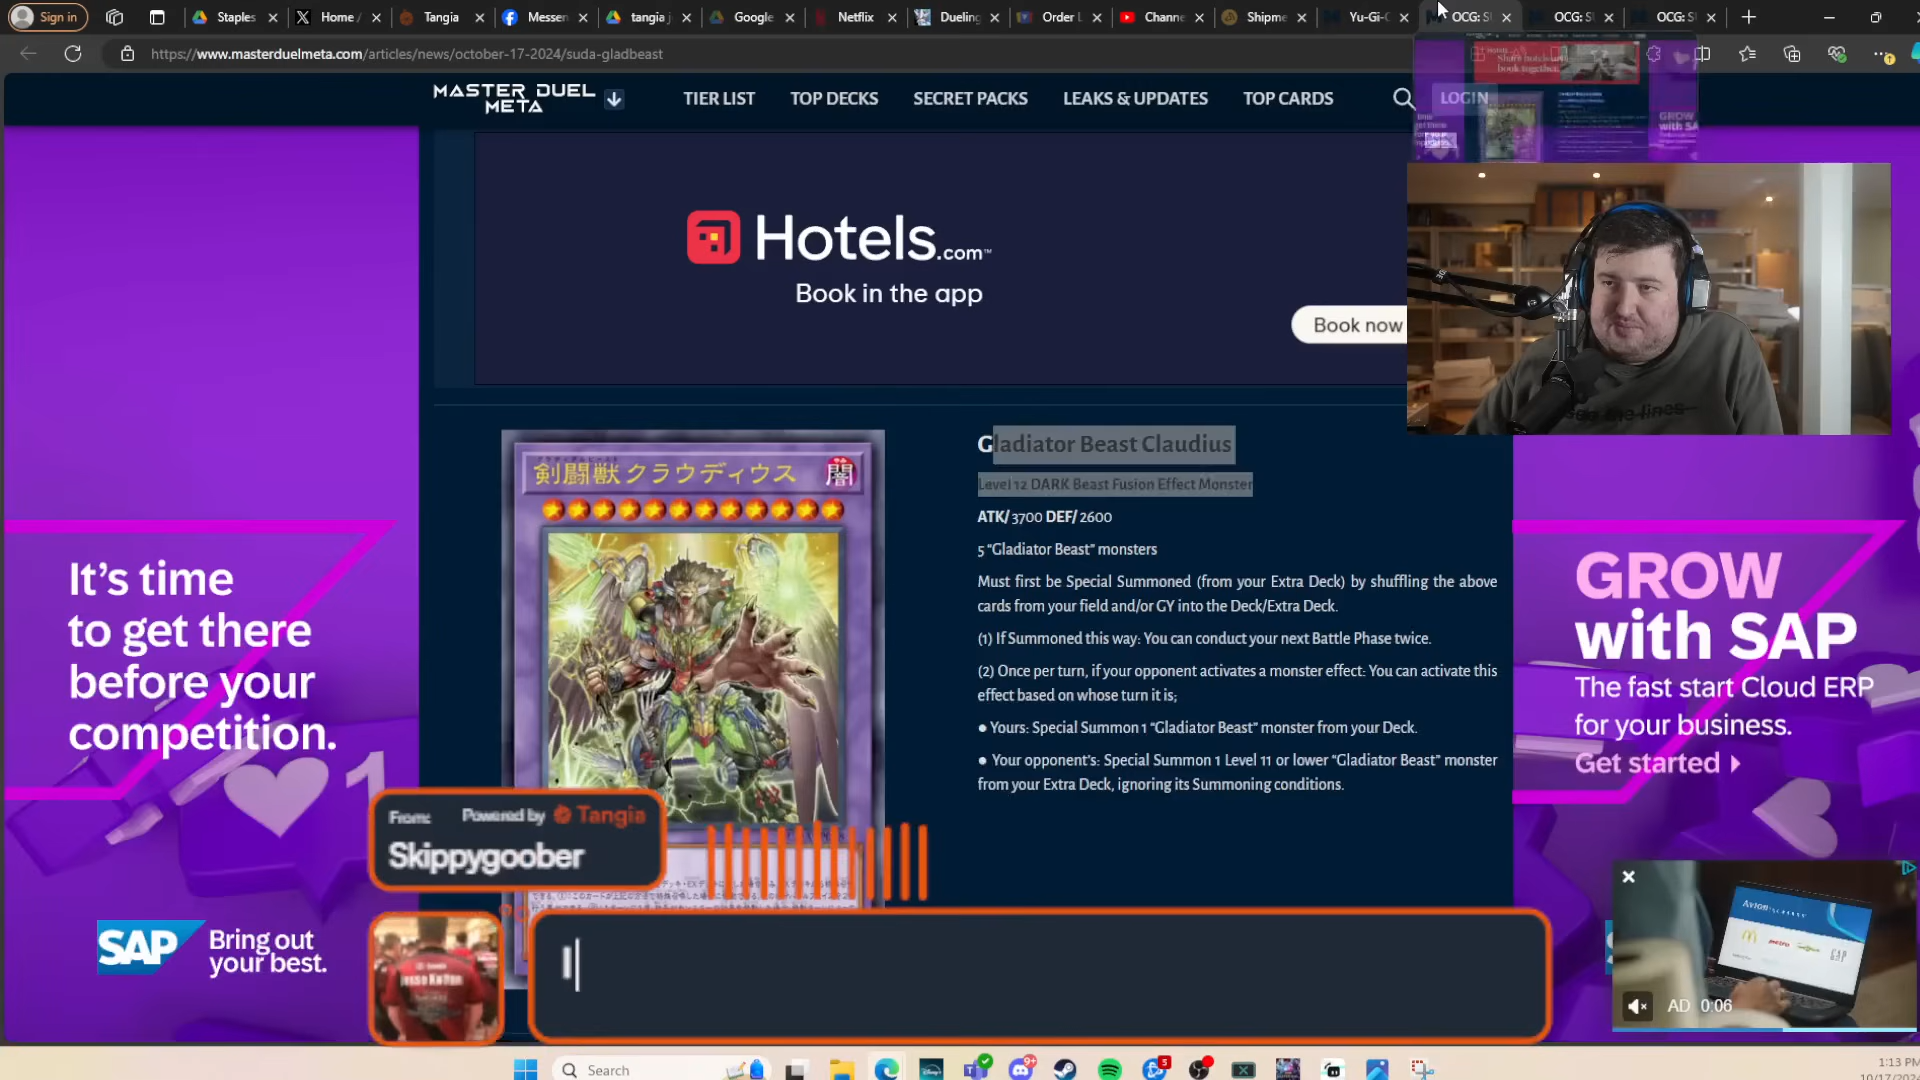 Sign in
Staples
Home /
Tangia
Messen
tangia j
Google
Netflix
Dueling
Order L
Channe
Shipme
Yu-Gi-O
OCG: S
OCG: S
OCG: S
https://www.masterduelmeta.com/articles/news/october-17-2024/suda-gladbeast
MASTER DUEL
META
TIER LIST
TOP DECKS
SECRET PACKS
LEAKS & UPDATES
TOP CARDS
LOGIN
Hotels.com™
Book in the app
Book now
Gladiator Beast Claudius
Level 12 DARK Beast Fusion Effect Monster
ATK/ 3700 DEF/ 2600
5 “Gladiator Beast” monsters
Must first be Special Summoned (from your Extra Deck) by shuffling the above
cards from your field and/or GY into the Deck/Extra Deck.
(1) If Summoned this way: You can conduct your next Battle Phase twice.
(2) Once per turn, if your opponent activates a monster effect: You can activate this
effect based on whose turn it is;
● Yours: Special Summon 1 “Gladiator Beast” monster from your Deck.
● Your opponent's: Special Summon 1 Level 11 or lower “Gladiator Beast” monster
from your Extra Deck, ignoring its Summoning conditions.
剣闘獣クラウディウス
闇
It's time
to get there
before your
competition.
1
SAP
Bring out
your best.
GROW
with SAP
The fast start Cloud ERP
for your business.
Get started
From:
Powered by Tangia
Skippygoober
I
AD 0:06
Search
1:13 PM